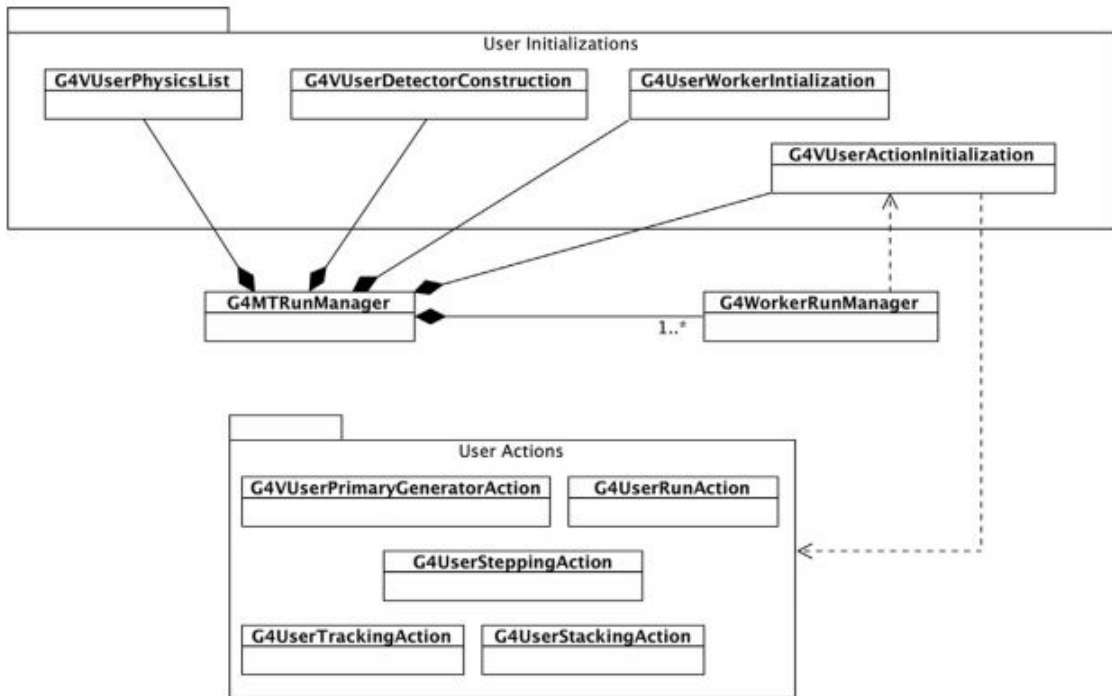 User Initializations
G4VUserPhysicsList
G4VUserDetectorConstruction
G4UserWorkerIntialization
G4VUserActionInitialization
G4MTRunManager
G4WorkerRunManager
1..*
User Actions
G4VUserPrimaryGeneratorAction
G4UserRunAction
G4UserSteppingAction
G4UserTrackingAction
G4UserStackingAction